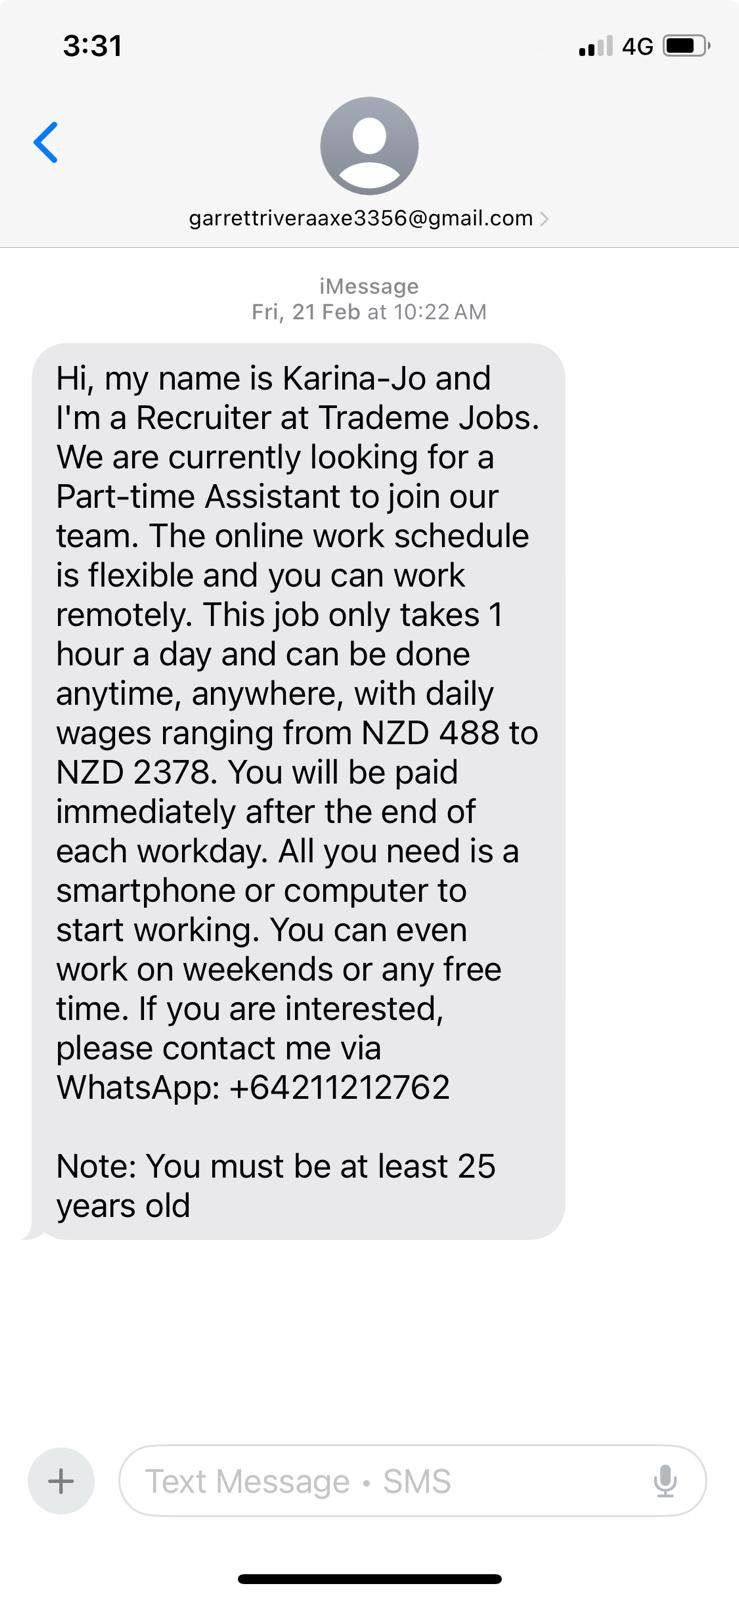 3:31
4G
garrettriveraaxe3356@gmail.com
iMessage
Fri, 21 Feb at 10:22 AM
Hi, my name is Karina-Jo and
I'm a Recruiter at Trademe Jobs.
We are currently looking for a
Part-time Assistant to join our
team. The online work schedule
is flexible and you can work
remotely. This job only takes 1
hour a day and can be done
anytime, anywhere, with daily
wages ranging from NZD 488 to
NZD 2378. You will be paid
immediately after the end of
each workday. All you need is a
smartphone or computer to
start working. You can even
work on weekends or any free
time. If you are interested,
please contact me via
WhatsApp: +64211212762
Note: You must be at least 25
years old
Text Message • SMS